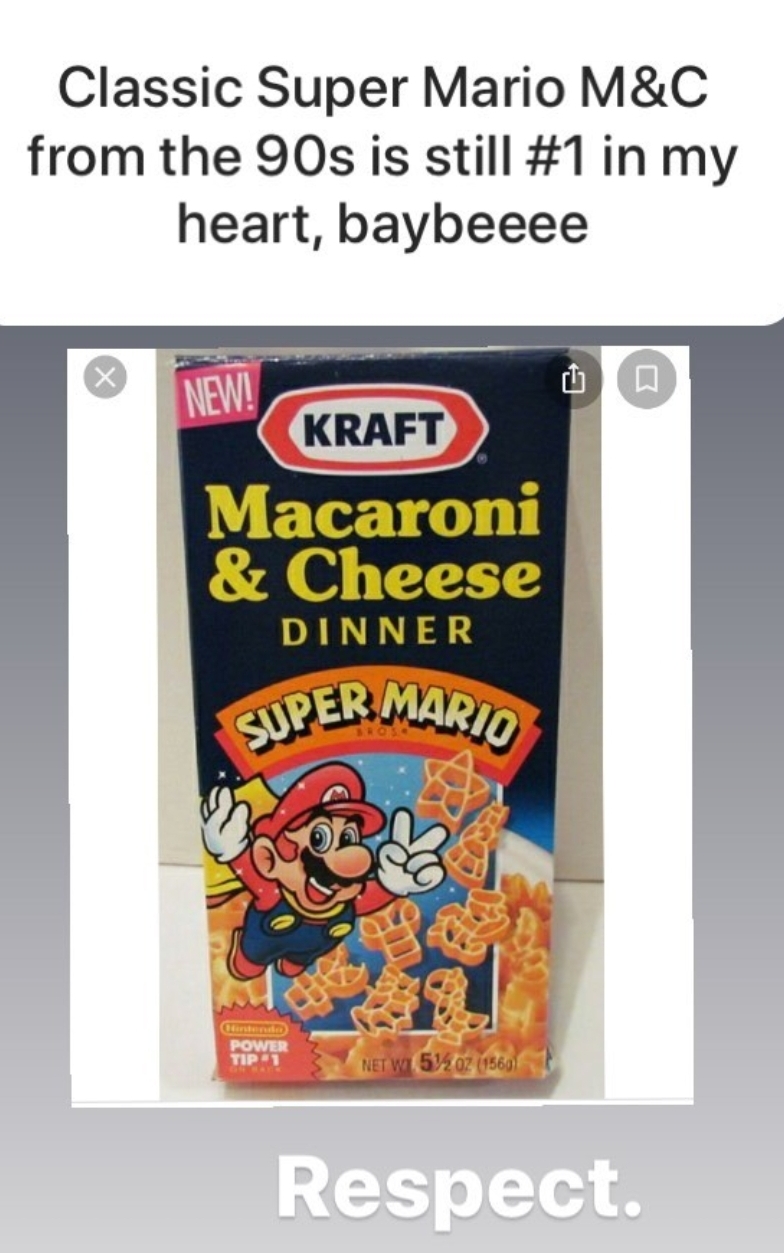 Classic Super Mario M&C
from the 90s is still #1 in my
heart, baybeeee
NEW!
KRAFT
®
Macaroni
& Cheese
DINNER
SUPER MARIO
BROS.
Nintendo
POWER
TIP #1
ON BACK
NET WT. 5½ OZ (156g)
Respect.